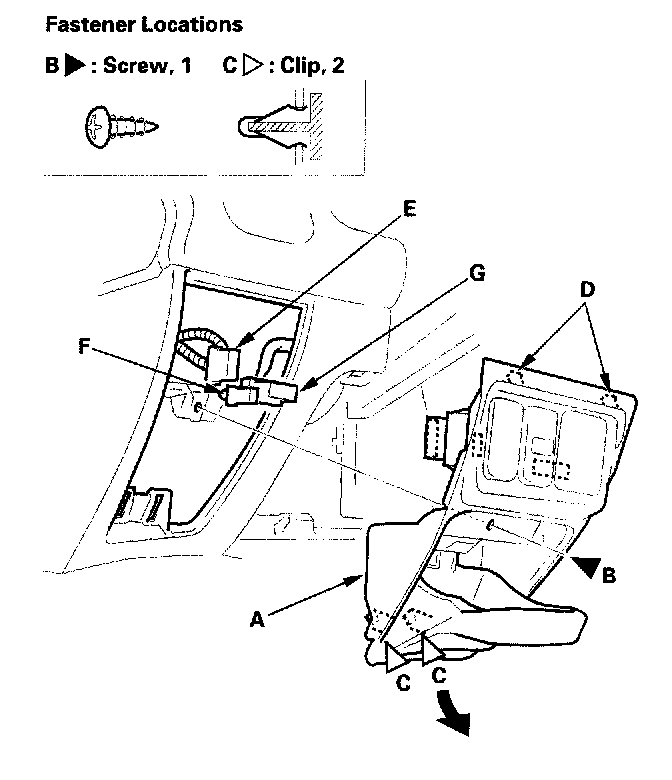 Fastener Locations
B ▶ : Screw, 1 C ▷ : Clip, 2
E
G
D
F
B
A
C
C